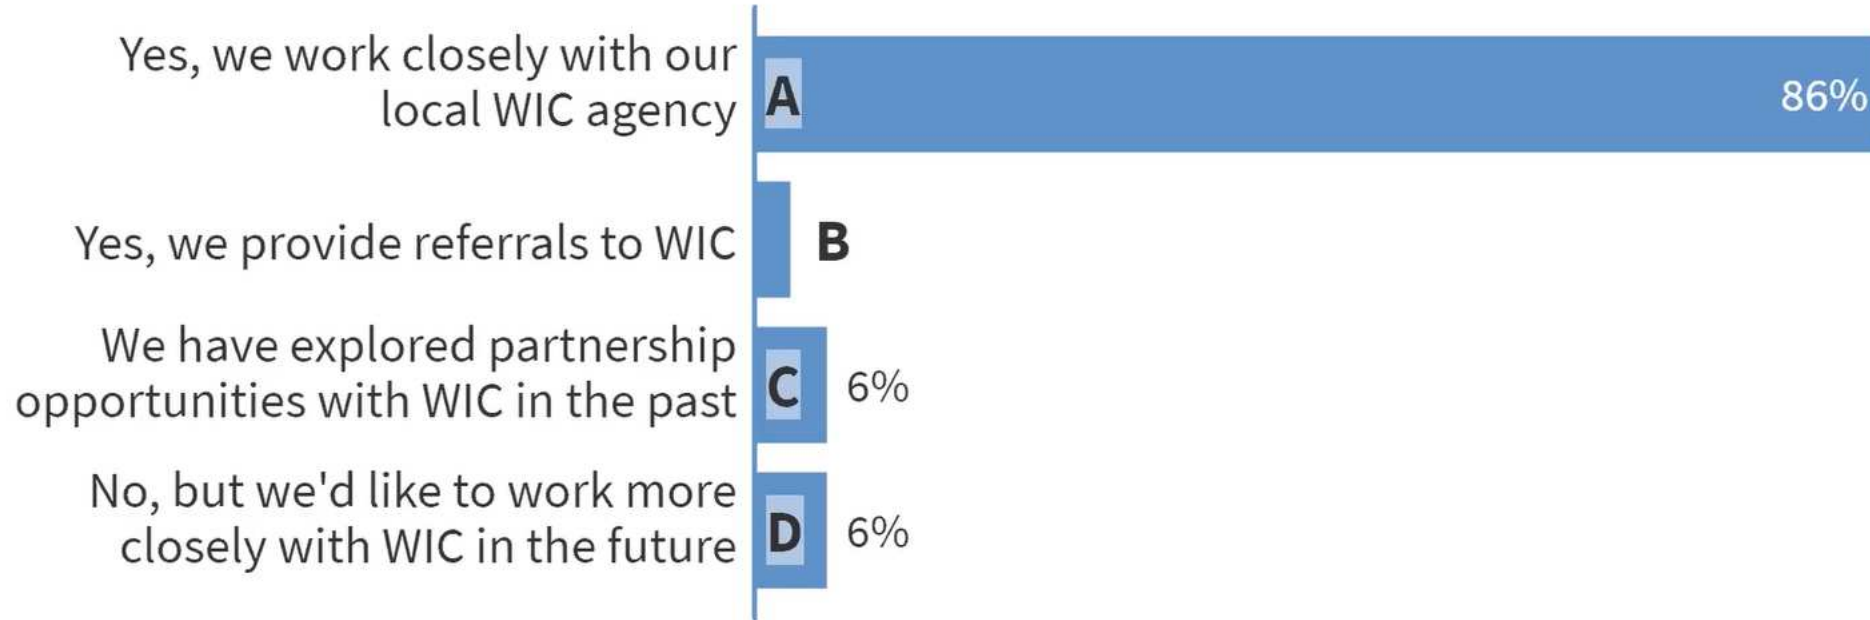 Yes, we work closely with our
local WIC agency
A
86%
Yes, we provide referrals to WIC
B
We have explored partnership
opportunities with WIC in the past
C
6%
No, but we'd like to work more
closely with WIC in the future
D
6%